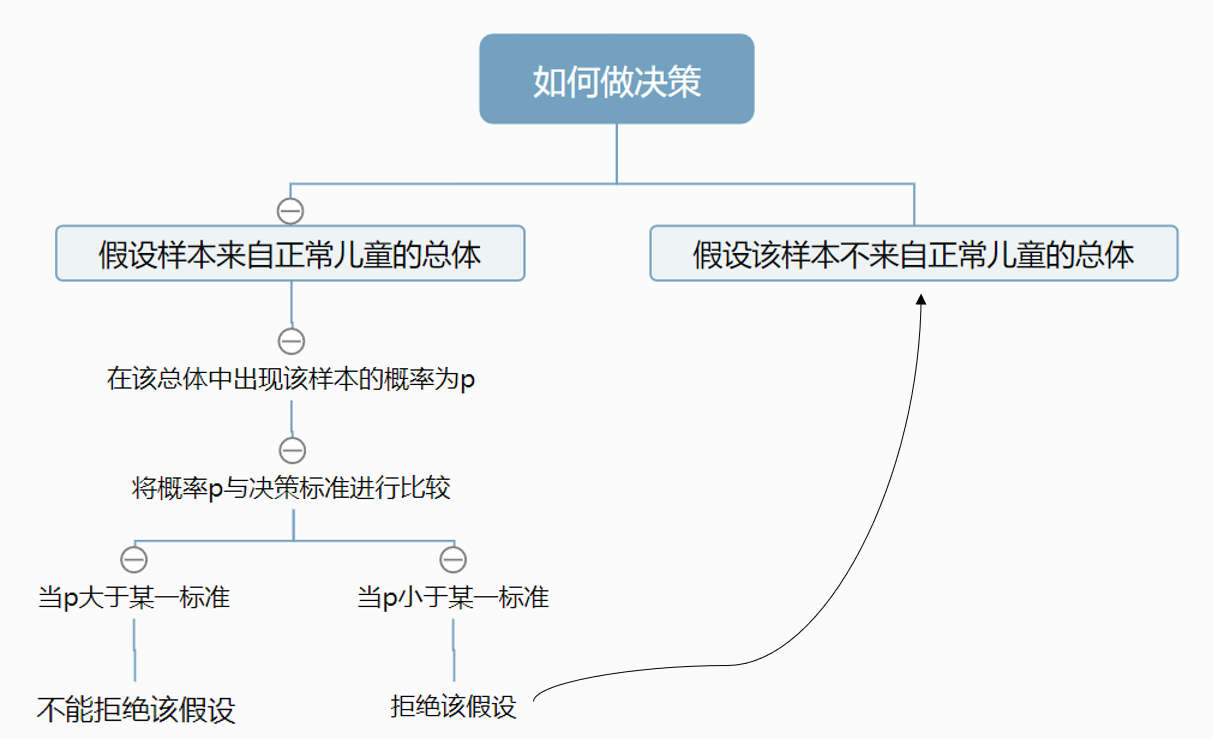 如何做决策
假设样本来自正常儿童的总体
假设该样本不来自正常儿童的总体
在该总体中出现该样本的概率为p
将概率p与决策标准进行比较
当p大于某一标准
当p小于某一标准
不能拒绝该假设
拒绝该假设